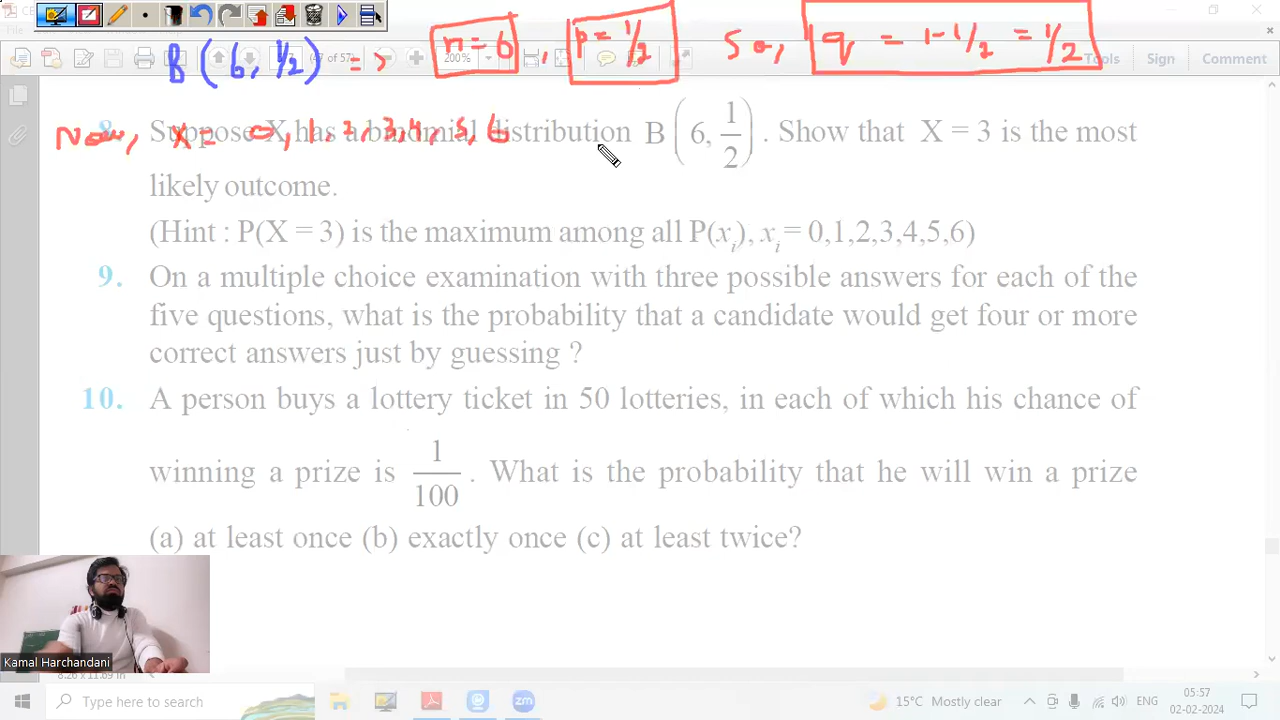 B (6, 1/2) => n = 6 , p = 1/2 So, q = 1-1/2 = 1/2
200%
Sign Comment
Now, X = 0, 1, 2, 3, 4, 5, 6
8. Suppose X has a binomial distribution B (6, 1/2) . Show that X = 3 is the most
likely outcome.
(Hint : P(X = 3) is the maximum among all P(xi), xi = 0,1,2,3,4,5,6)
9. On a multiple choice examination with three possible answers for each of the
five questions, what is the probability that a candidate would get four or more
correct answers just by guessing ?
10. A person buys a lottery ticket in 50 lotteries, in each of which his chance of
winning a prize is 1/100 . What is the probability that he will win a prize
(a) at least once (b) exactly once (c) at least twice?
Kamal Harchandani
8.26 x 11.69 in
Type here to search
zm
15°C Mostly clear
ENG
05:57
02-02-2024